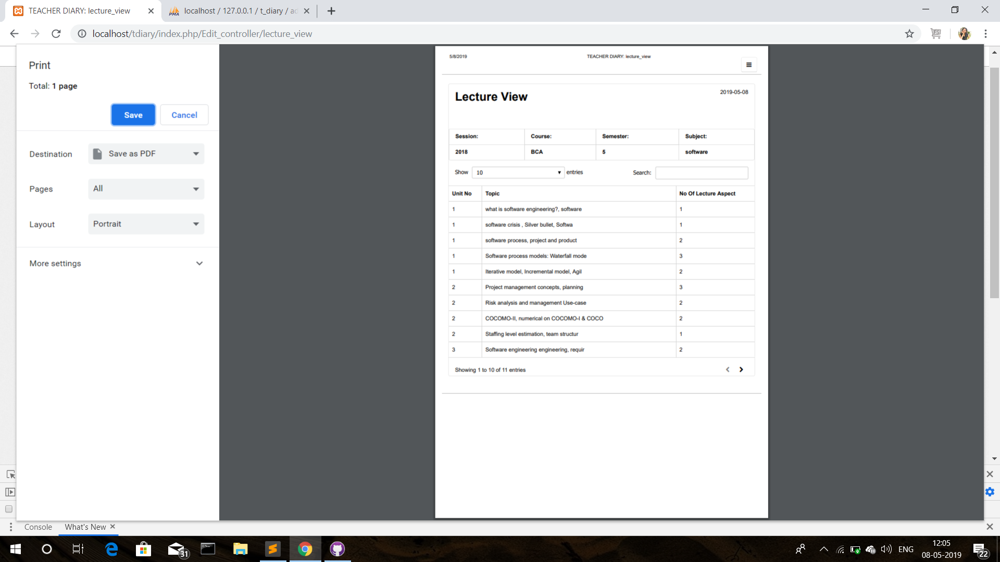 TEACHER DIARY: lecture_view
localhost / 127.0.0.1 / t_diary / ac
localhost/tdiary/index.php/Edit_controller/lecture_view
Print
Total: 1 page
Save Cancel
Destination Save as PDF
Pages All
Layout Portrait
More settings
5/8/2019 TEACHER DIARY: lecture_view
Lecture View 2019-05-08
Session: Course: Semester: Subject:
2018 BCA 5 software
Show 10 entries Search:
Unit No Topic No Of Lecture Aspect
1 what is software engineering?, software 1
1 software crisis , Silver bullet, Softwa 1
1 software process, project and product 2
1 Software process models: Waterfall mode 3
1 Iterative model, Incremental model, Agil 2
2 Project management concepts, planning 3
2 Risk analysis and management Use-case 2
2 COCOMO-II, numerical on COCOMO-I & COCO 2
2 Staffing level estimation, team structur 1
3 Software engineering engineering, requir 2
Showing 1 to 10 of 11 entries
Console What's New
31
ENG
12:05
08-05-2019
22